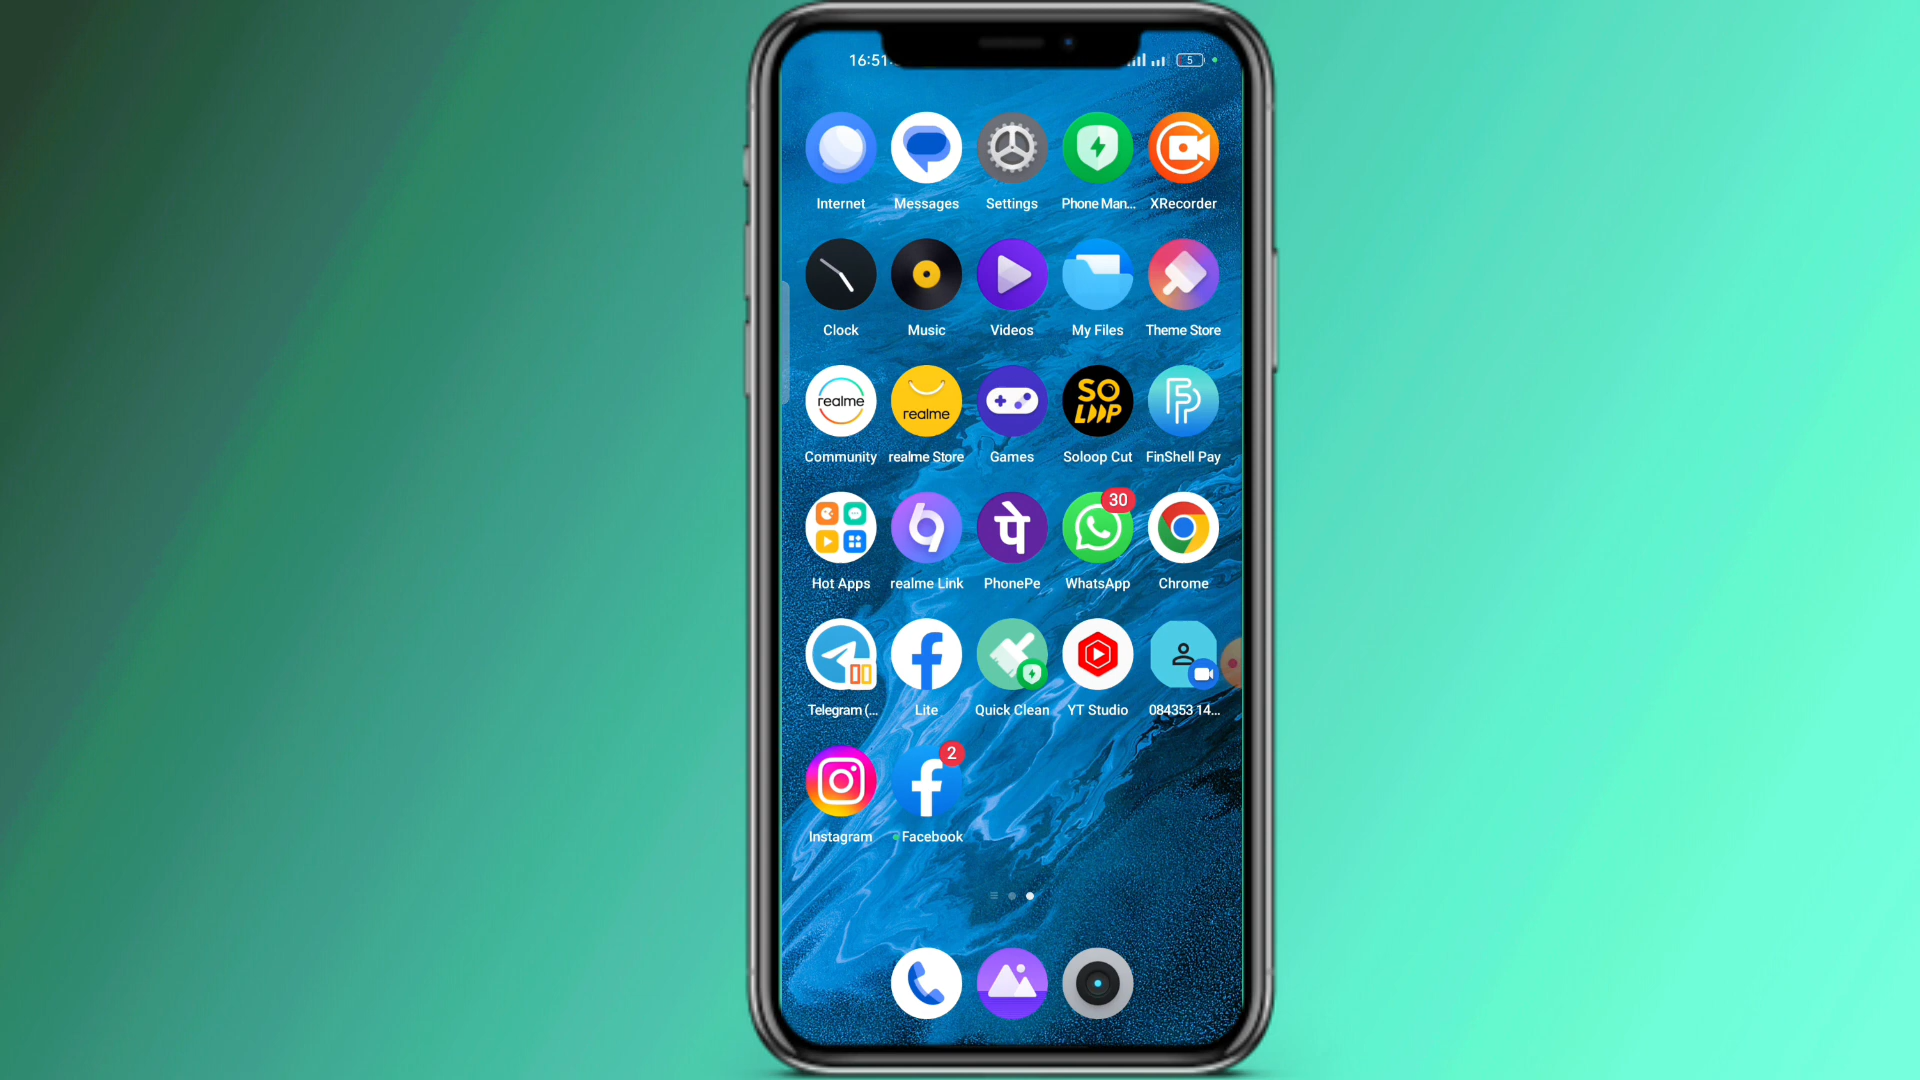 16:51
5
Internet Messages Settings Phone Man... XRecorder
Clock Music Videos My Files Theme Store
realme realme SO LOOP
Community realme Store Games Soloop Cut FinShell Pay
पे 30
Hot Apps realme Link PhonePe WhatsApp Chrome
Telegram (... Lite Quick Clean YT Studio 084353 14...
2
Instagram Facebook